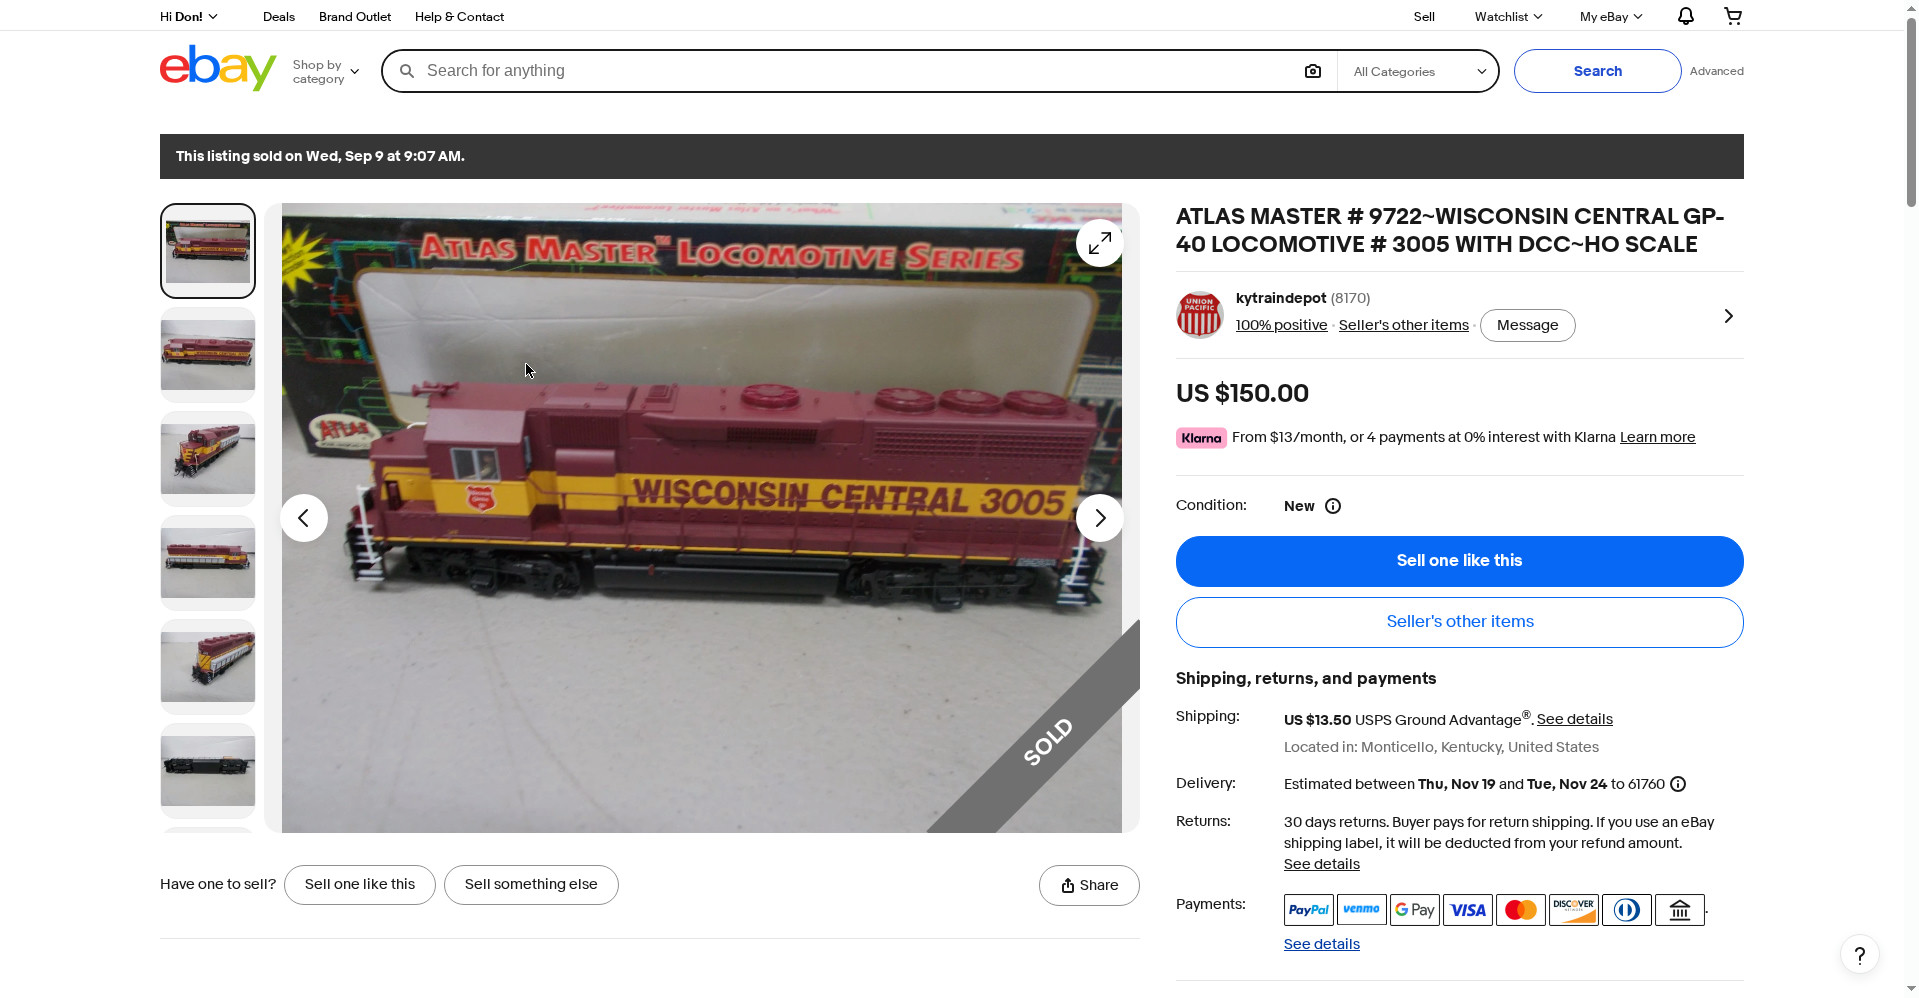 Hi Don!
Deals
Brand Outlet
Help & Contact
Sell
Watchlist
My eBay
ebay
Shop by
category
Search for anything
All Categories
Search
Advanced
This listing sold on Wed, Sep 9 at 9:07 AM.
ATLAS MASTER™ LOCOMOTIVE SERIES
ATLAS
WISCONSIN CENTRAL 3005
SOLD
Have one to sell?
Sell one like this
Sell something else
Share
ATLAS MASTER # 9722~WISCONSIN CENTRAL GP-
40 LOCOMOTIVE # 3005 WITH DCC~HO SCALE
UNION
PACIFIC
kytraindepot (8170)
100% positive · Seller's other items · Message
US $150.00
Klarna From $13/month, or 4 payments at 0% interest with Klarna Learn more
Condition: New
Sell one like this
Seller's other items
Shipping, returns, and payments
Shipping: US $13.50 USPS Ground Advantage®. See details
Located in: Monticello, Kentucky, United States
Delivery: Estimated between Thu, Nov 19 and Tue, Nov 24 to 61760
Returns: 30 days returns. Buyer pays for return shipping. If you use an eBay
shipping label, it will be deducted from your refund amount.
See details
Payments: PayPal venmo G Pay VISA DISCOVER .
See details
?